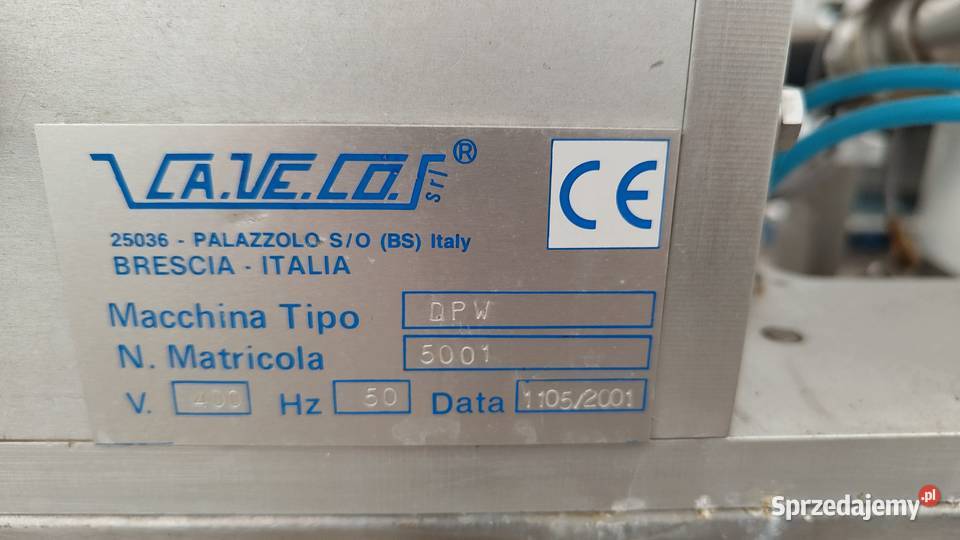 CA.VE.CO. srl ®
CE
25036 - PALAZZOLO S/O (BS) Italy
BRESCIA - ITALIA
Macchina Tipo QPW
N. Matricola 5001
V. 400 Hz 50 Data 1105/2001
Sprzedajemy.pl